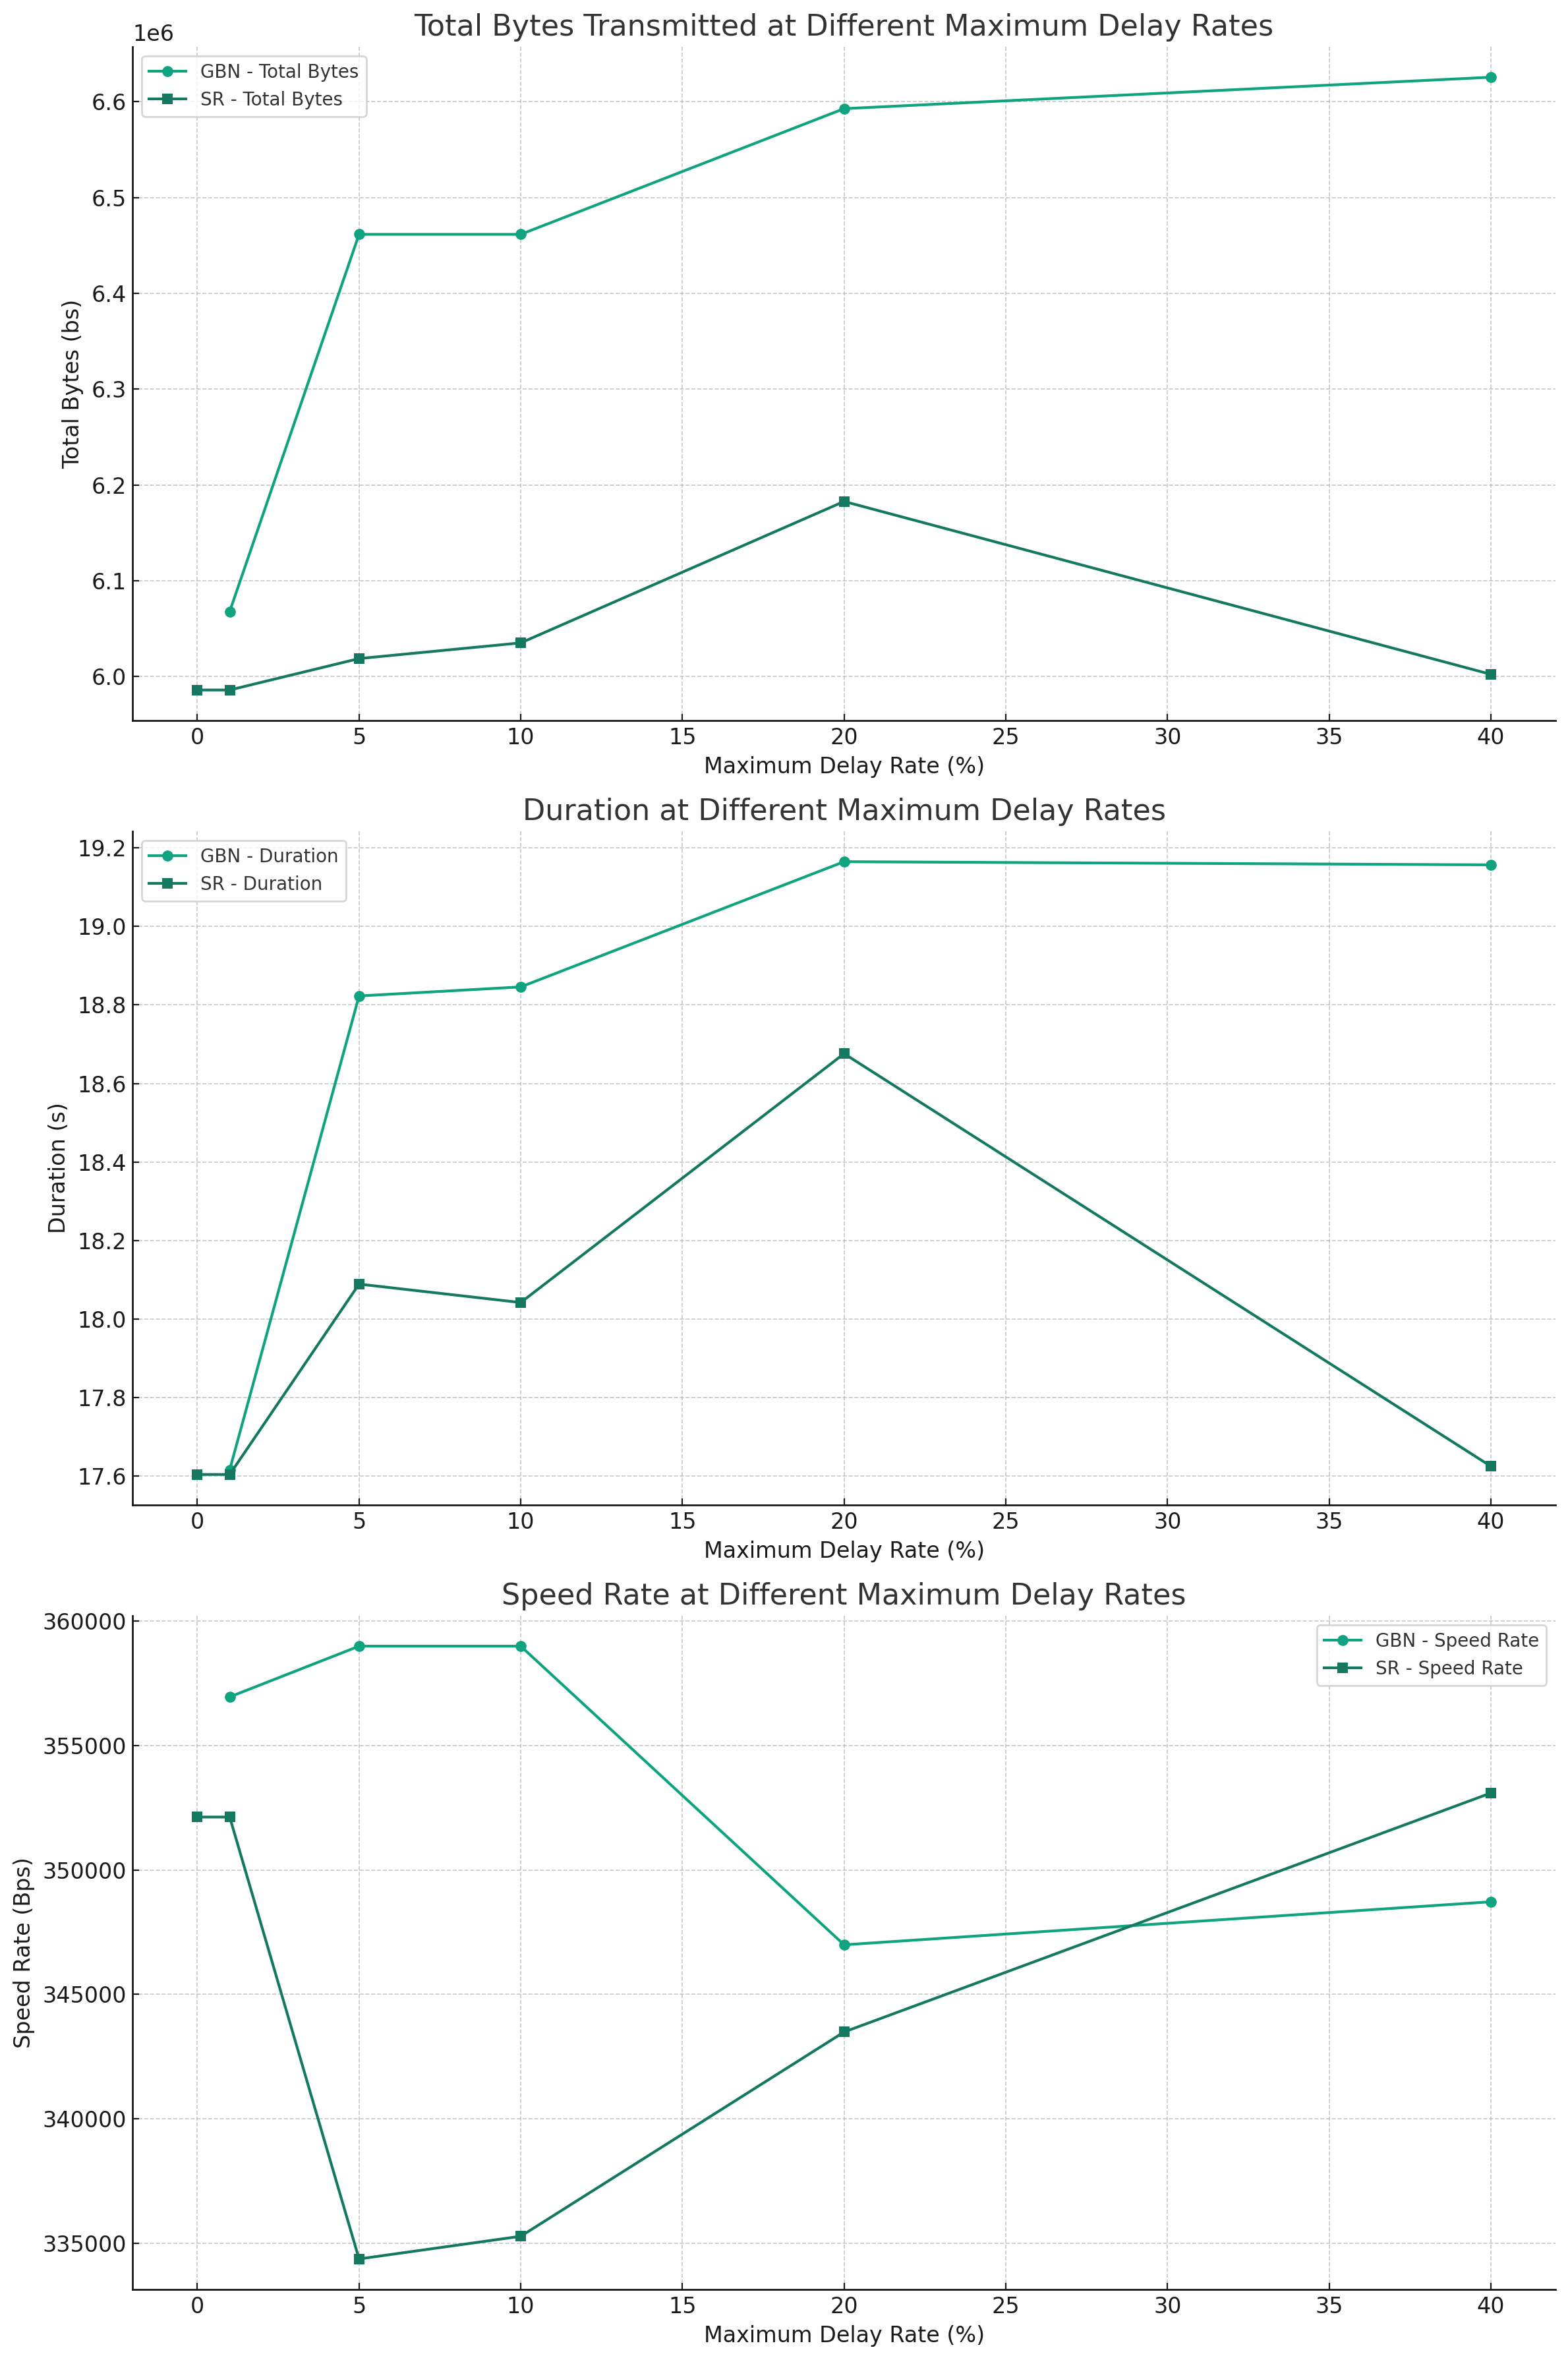 Total Bytes Transmitted at Different Maximum Delay Rates
1e6
GBN - Total Bytes
SR - Total Bytes
6.6
6.5
6.4
6.3
6.2
6.1
6.0
Total Bytes (bs)
0 5 10 15 20 25 30 35 40
Maximum Delay Rate (%)
Duration at Different Maximum Delay Rates
GBN - Duration
SR - Duration
19.2
19.0
18.8
18.6
18.4
18.2
18.0
17.8
17.6
Duration (s)
0 5 10 15 20 25 30 35 40
Maximum Delay Rate (%)
Speed Rate at Different Maximum Delay Rates
GBN - Speed Rate
SR - Speed Rate
360000
355000
350000
345000
340000
335000
Speed Rate (Bps)
0 5 10 15 20 25 30 35 40
Maximum Delay Rate (%)